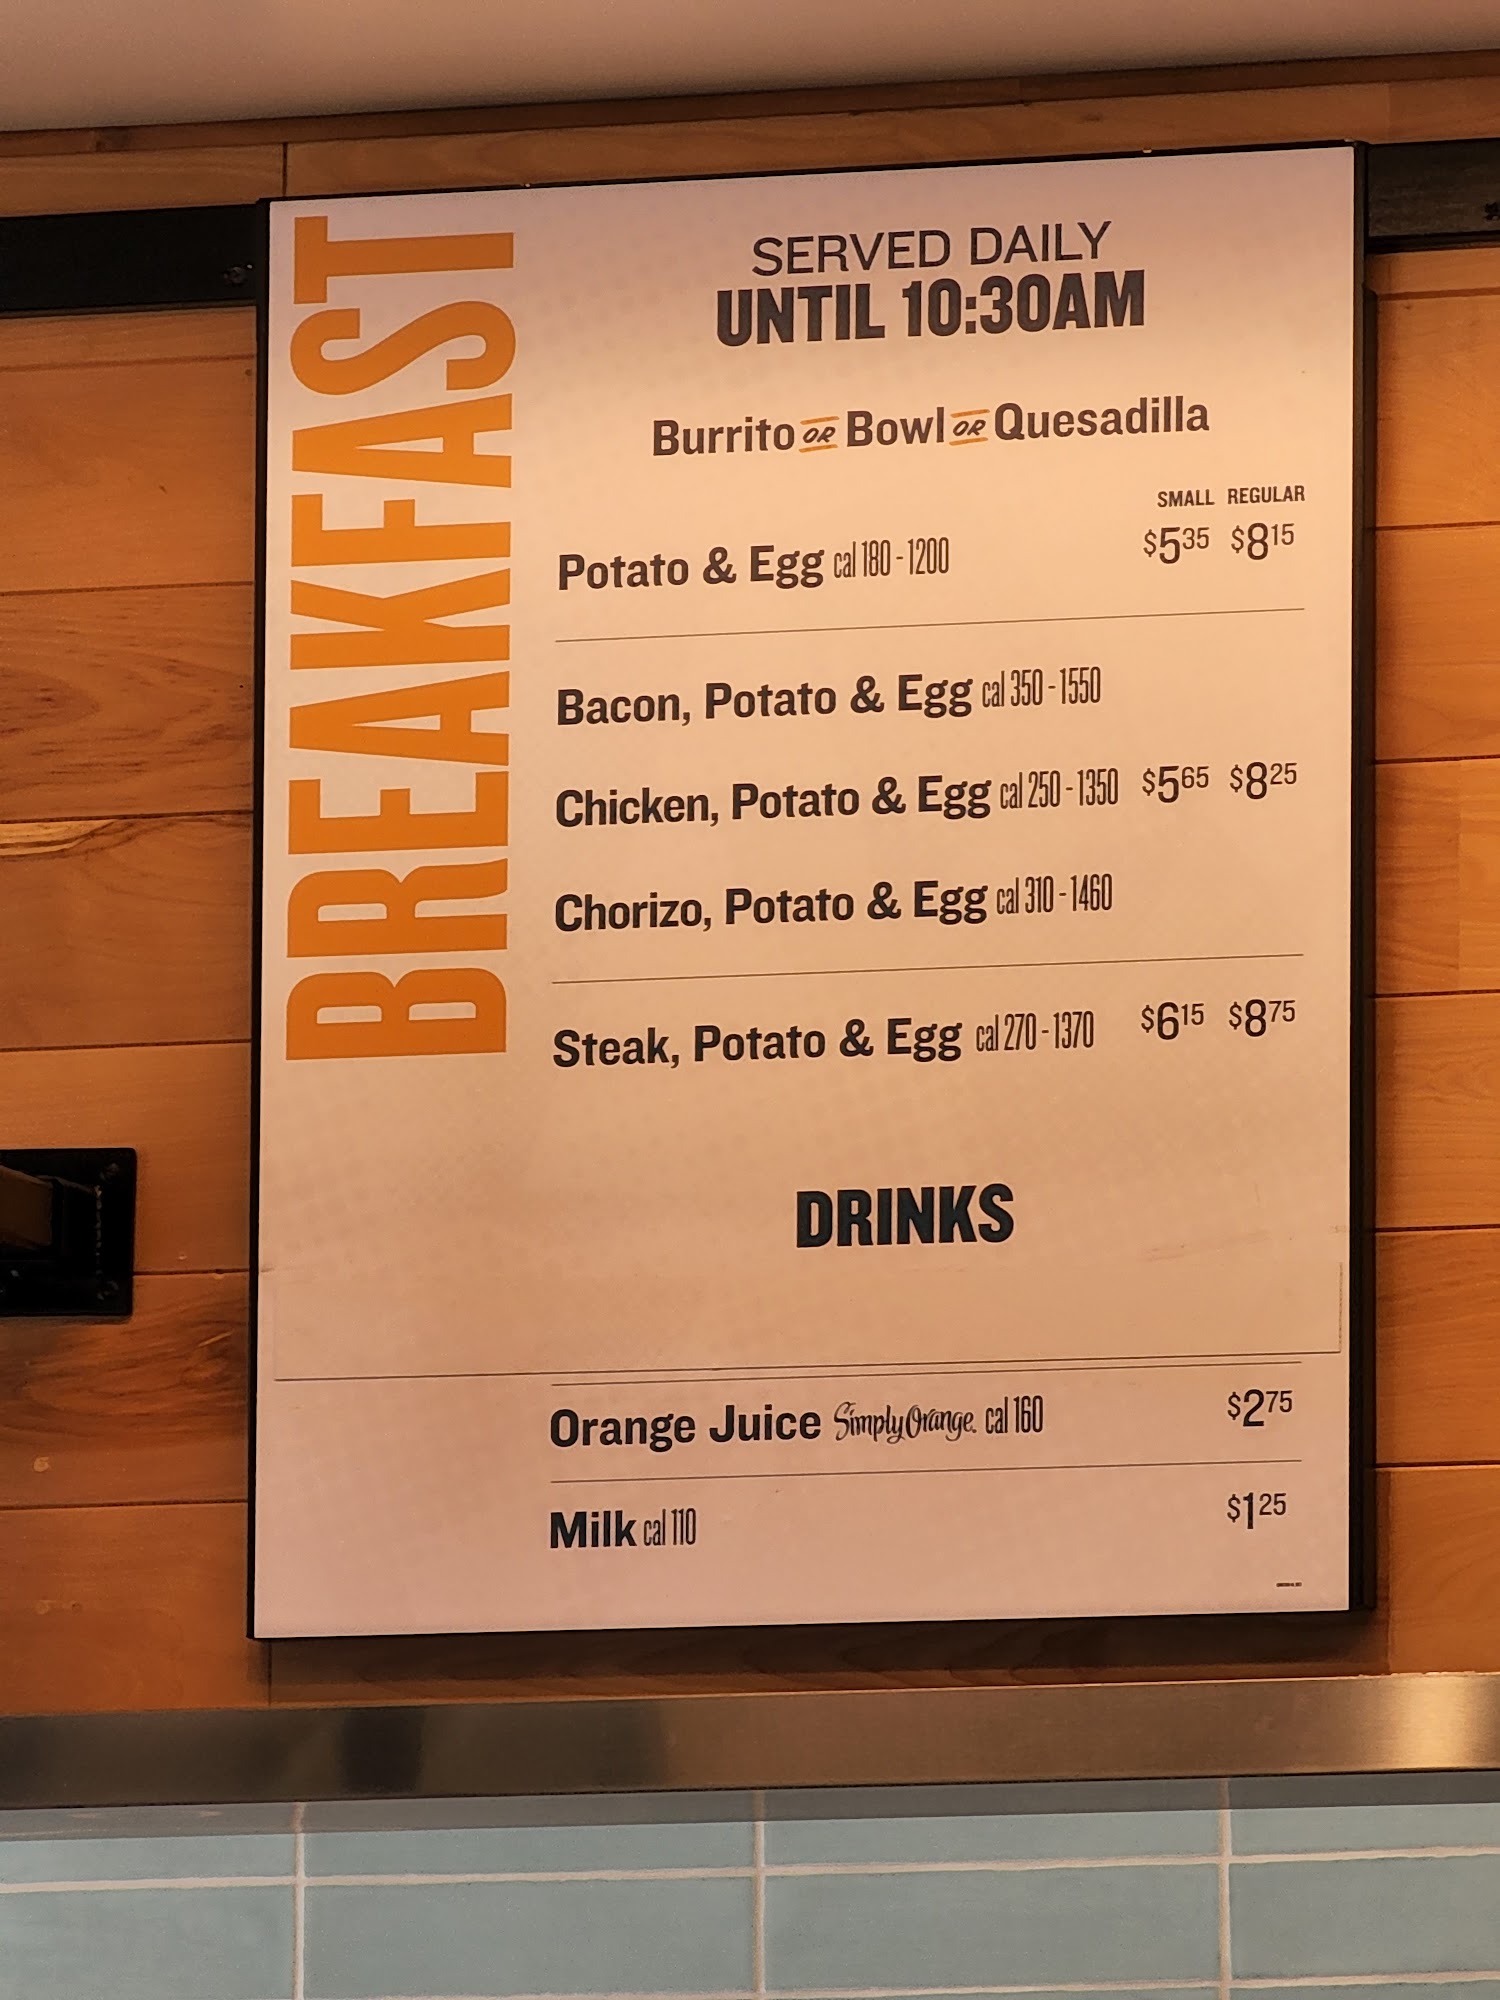 BREAKFAST
SERVED DAILY
UNTIL 10:30AM
Burrito OR Bowl OR Quesadilla
SMALL REGULAR
Potato & Egg cal 180 - 1200 $5.35 $8.15
Bacon, Potato & Egg cal 350 - 1550
Chicken, Potato & Egg cal 250 - 1350 $5.65 $8.25
Chorizo, Potato & Egg cal 310 - 1460
Steak, Potato & Egg cal 270 - 1370 $6.15 $8.75
DRINKS
Orange Juice Simply Orange. cal 160 $2.75
Milk cal 110 $1.25